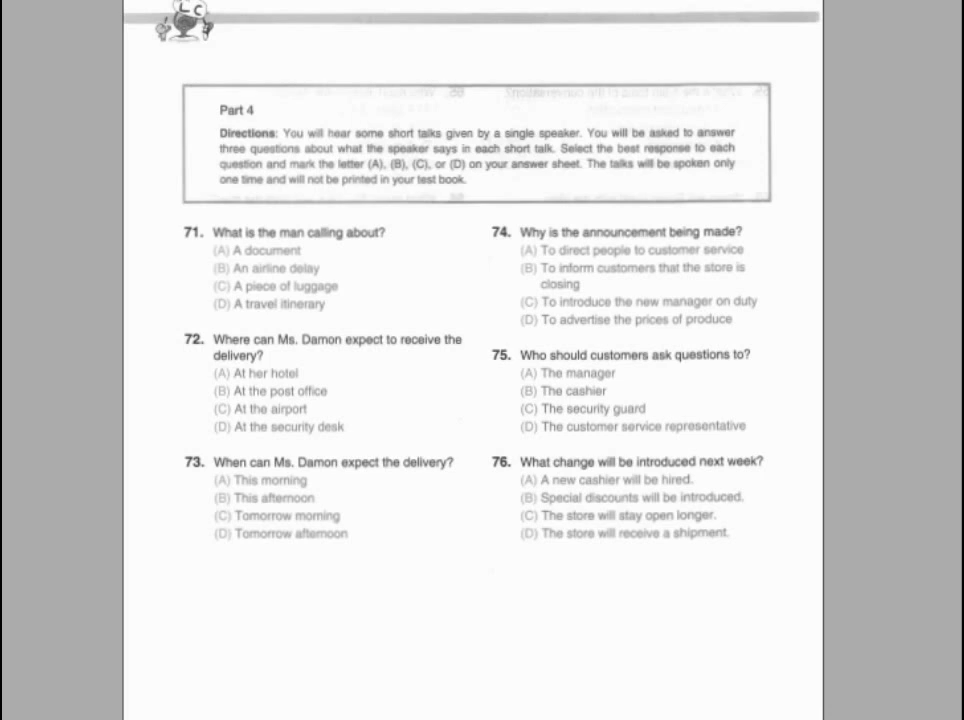 L C
Part 4
Directions: You will hear some short talks given by a single speaker. You will be asked to answer
three questions about what the speaker says in each short talk. Select the best response to each
question and mark the letter (A), (B), (C), or (D) on your answer sheet. The talks will be spoken only
one time and will not be printed in your test book.
71. What is the man calling about?
(A) A document
(B) An airline delay
(C) A piece of luggage
(D) A travel itinerary
72. Where can Ms. Damon expect to receive the
delivery?
(A) At her hotel
(B) At the post office
(C) At the airport
(D) At the security desk
73. When can Ms. Damon expect the delivery?
(A) This morning
(B) This afternoon
(C) Tomorrow morning
(D) Tomorrow afternoon
74. Why is the announcement being made?
(A) To direct people to customer service
(B) To inform customers that the store is
closing
(C) To introduce the new manager on duty
(D) To advertise the prices of produce
75. Who should customers ask questions to?
(A) The manager
(B) The cashier
(C) The security guard
(D) The customer service representative
76. What change will be introduced next week?
(A) A new cashier will be hired.
(B) Special discounts will be introduced.
(C) The store will stay open longer.
(D) The store will receive a shipment.